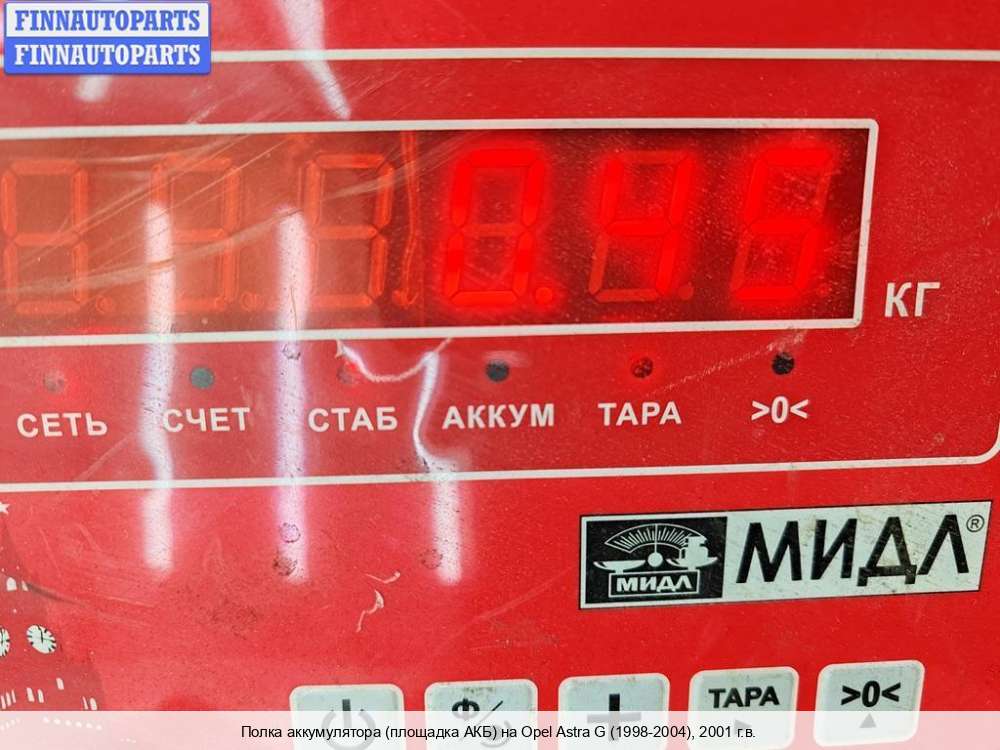 FINNAUTOPARTS
FINNAUTOPARTS
0.45
КГ
СЕТЬ СЧЕТ СТАБ АККУМ ТАРА >0<
МИДЛ МИДЛ®
ТАРА >0<
Полка аккумулятора (площадка АКБ) на Opel Astra G (1998-2004), 2001 г.в.